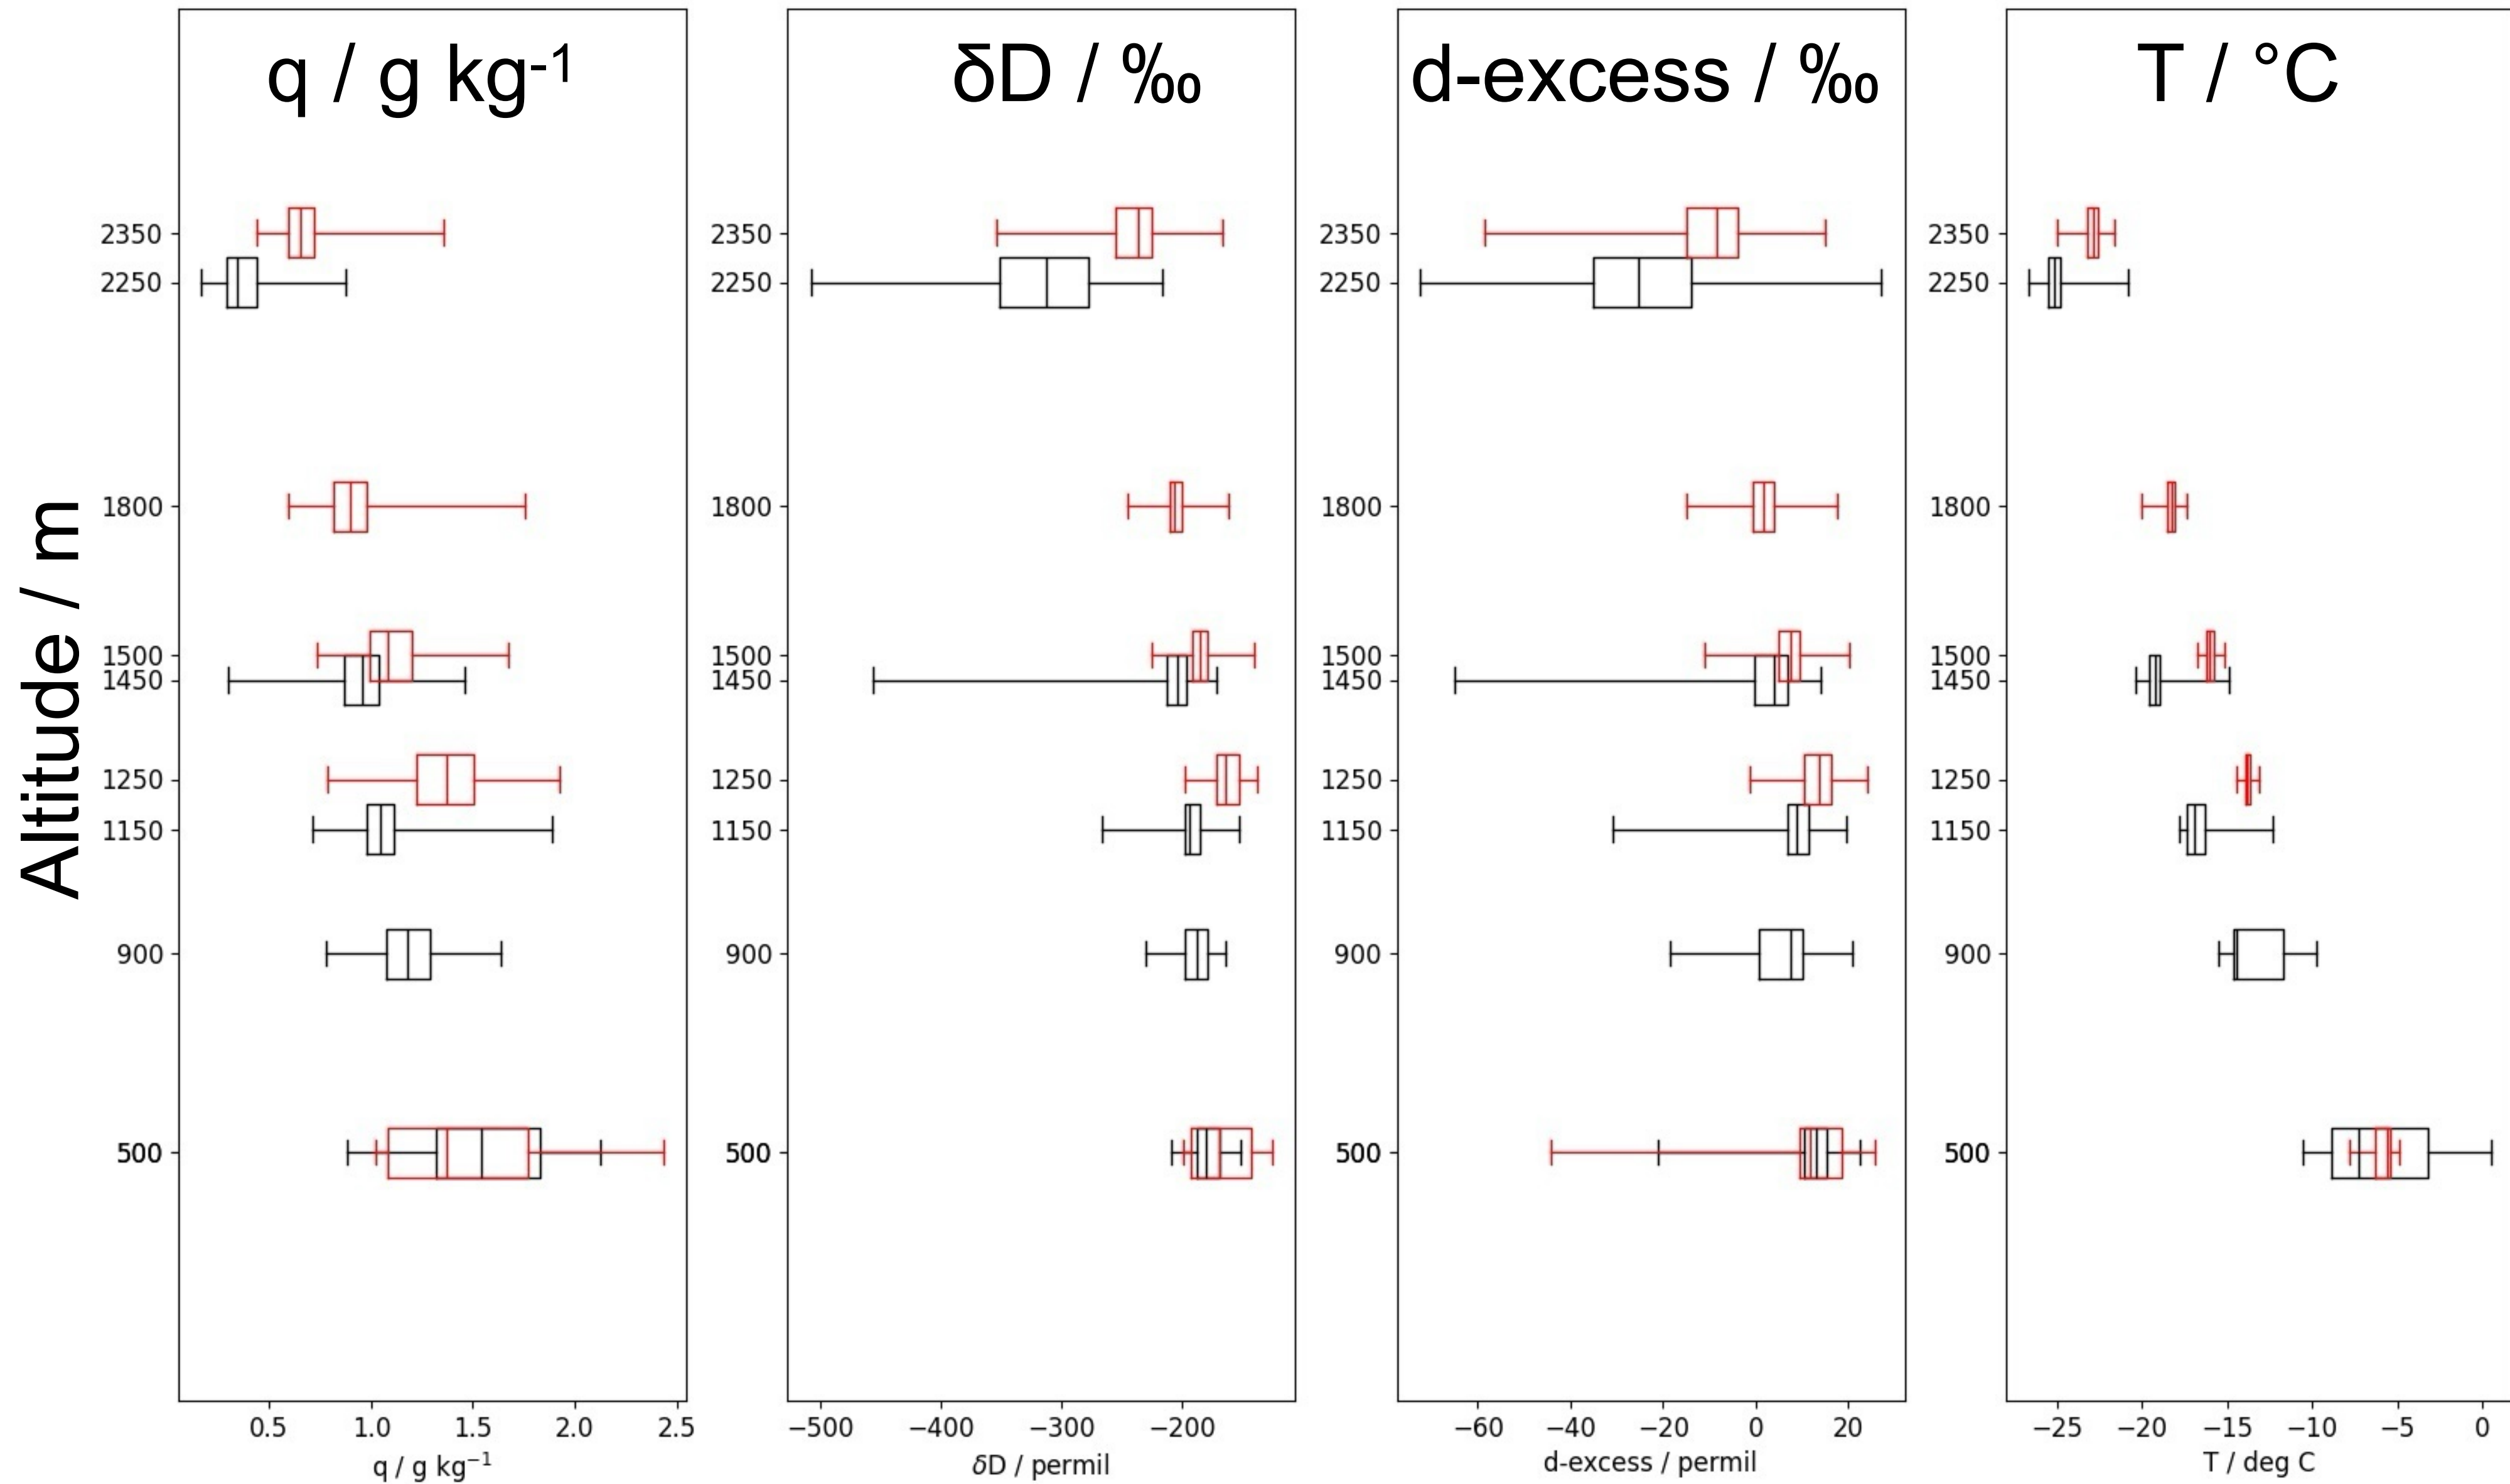 q / g kg⁻¹
δD / ‰
d-excess / ‰
T / °C
Altitude / m
2350
2250
1800
1500
1450
1250
1150
900
500
0.5 1.0 1.5 2.0 2.5
q / g kg⁻¹
2350
2250
1800
1500
1450
1250
1150
900
500
−500 −400 −300 −200
δD / permil
2350
2250
1800
1500
1450
1250
1150
900
500
−60 −40 −20 0 20
d-excess / permil
2350
2250
1800
1500
1450
1250
1150
900
500
−25 −20 −15 −10 −5 0
T / deg C